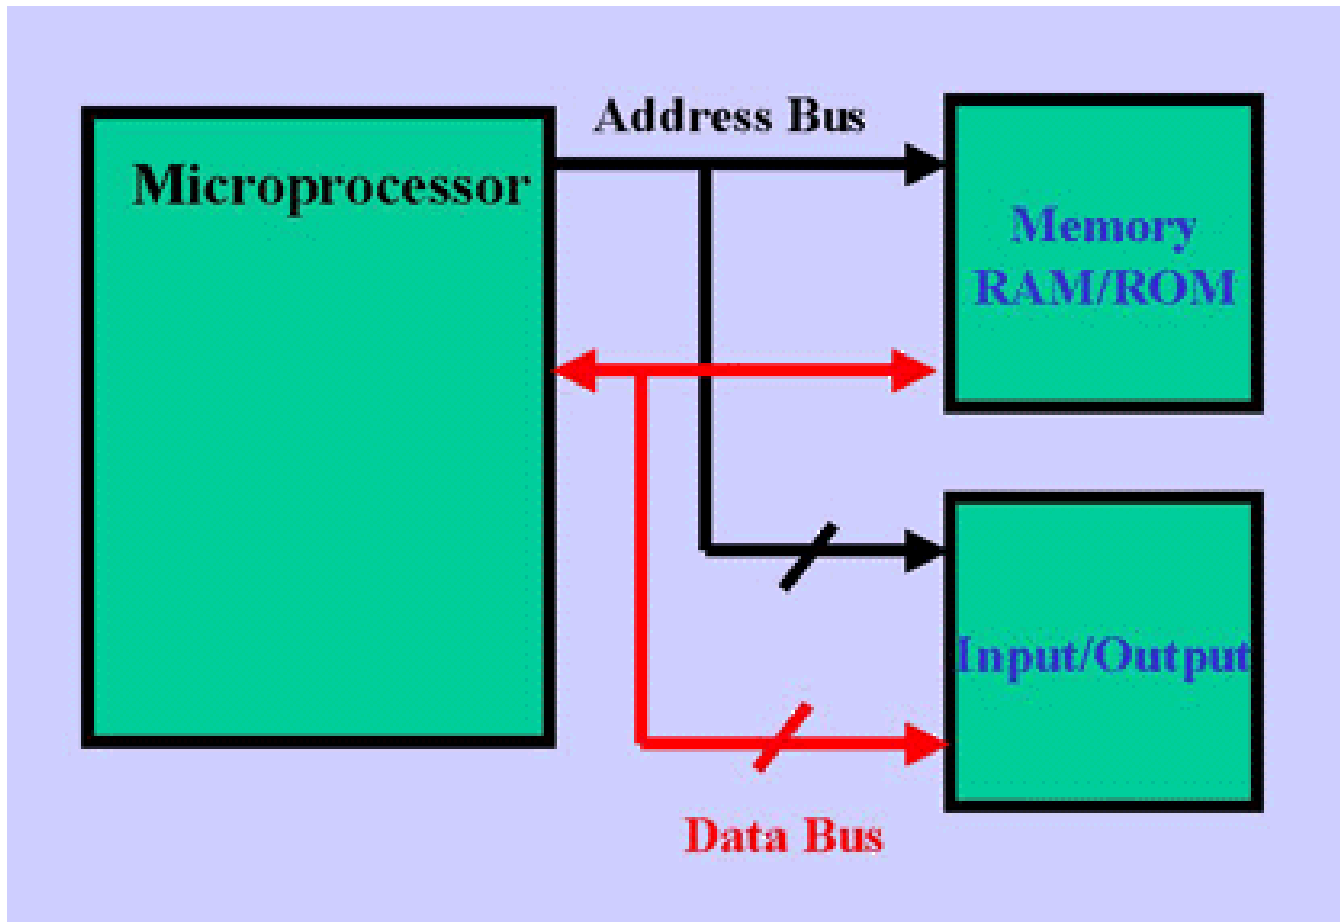 Address Bus
Microprocessor
Memory
RAM/ROM
Input/Output
Data Bus